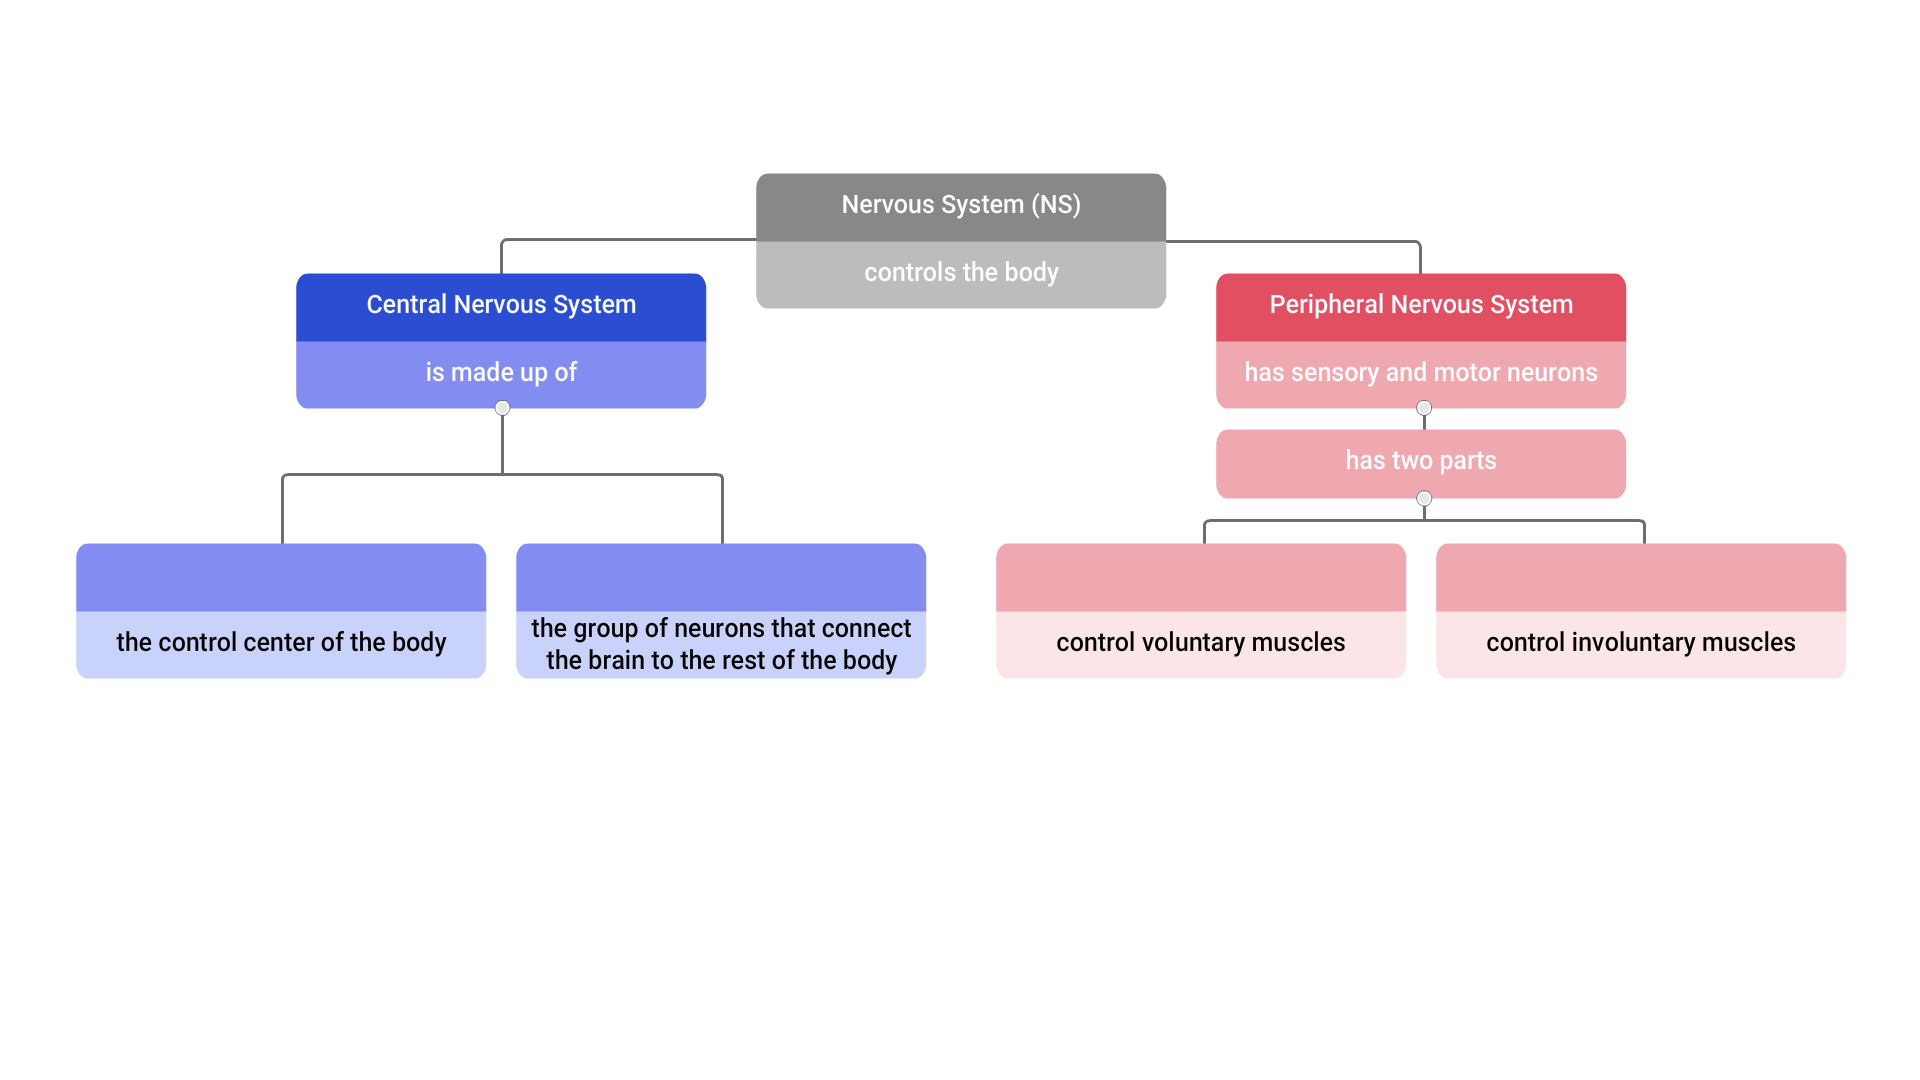 Nervous System (NS)
controls the body
Central Nervous System
is made up of
Peripheral Nervous System
has sensory and motor neurons
has two parts
the control center of the body
the group of neurons that connect
the brain to the rest of the body
control voluntary muscles
control involuntary muscles